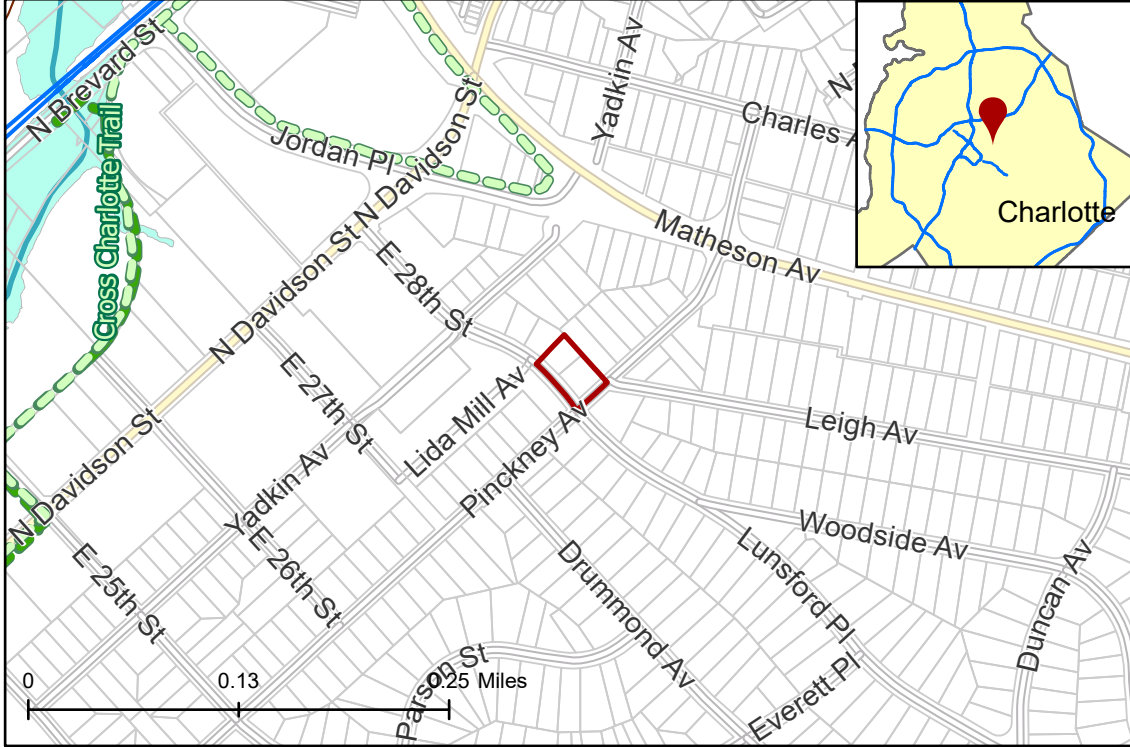 N Brevard St
Cross Charlotte Trail
Jordan Pl
N Davidson St
Yadkin Av
Charles A
N
Charlotte
Matheson Av
N Davidson St
E 28th St
E 27th St
Lida Mill Av
Pinckney Av
Leigh Av
N Davidson St
Yadkin Av
E 26th St
E 25th St
Woodside Av
Lunsford Pl
Drummond Av
Duncan Av
Parson St
Everett Pl
0 0.13 0.25 Miles